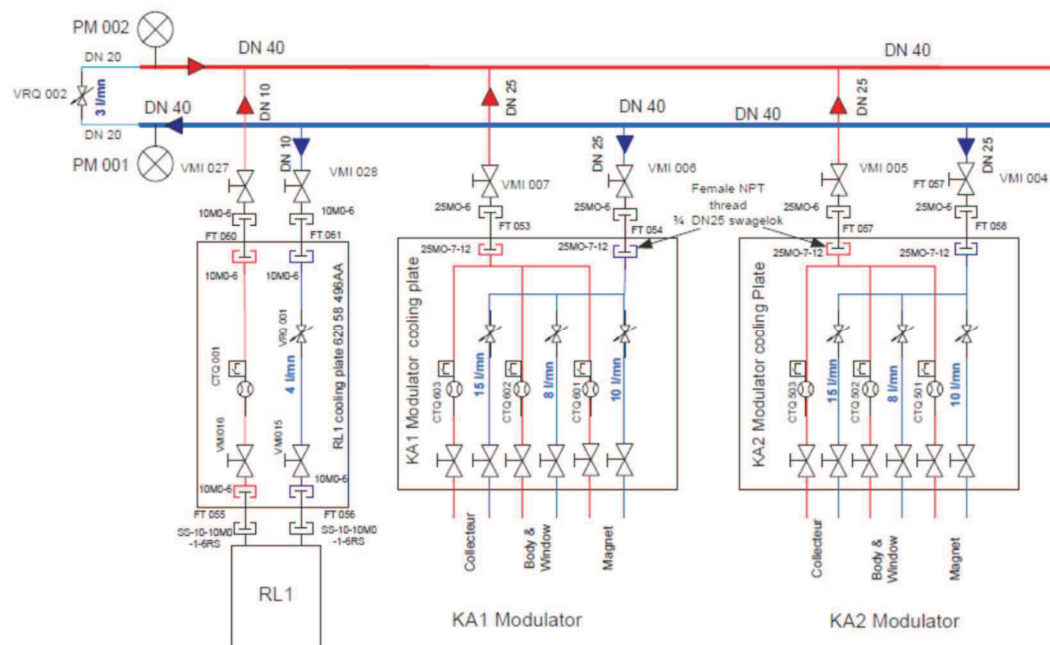 PM 002
DN 40
DN 40
DN 20
VRQ 002
3 l/mn
DN 10
DN 25
DN 25
DN 40
DN 40
DN 40
DN 20
PM 001
DN 10
DN 25
DN 25
VMI 027
VMI 028
VMI 007
VMI 006
VMI 005
FT 057
VMI 004
Female NPT
thread
¾ DN25 swagelok
10M0-6
10M0-6
25MO-6
25MO-6
25MO-6
25MO-6
FT 060
FT 061
FT 053
FT 054
FT 057
FT 058
10M0-6
10M0-6
25MO-7-12
25MO-7-12
25MO-7-12
25MO-7-12
RL1 cooling plate 620 58 496AA
CTQ 001
VRQ 001
4 l/mn
VMI016
VMI015
10M0-6
10M0-6
FT 055
FT 056
SS-10-10M0
-1-6RS
SS-10-10M0
-1-6RS
RL1
KA1 Modulator cooling plate
CTQ 603
15 l/mn
CTQ 602
8 l/mn
CTQ 601
10 l/mn
Collecteur
Body &
Window
Magnet
KA1 Modulator
KA2 Modulator cooling Plate
CTQ 503
15 l/mn
CTQ 502
8 l/mn
CTQ 501
10 l/mn
Collecteur
Body &
Window
Magnet
KA2 Modulator